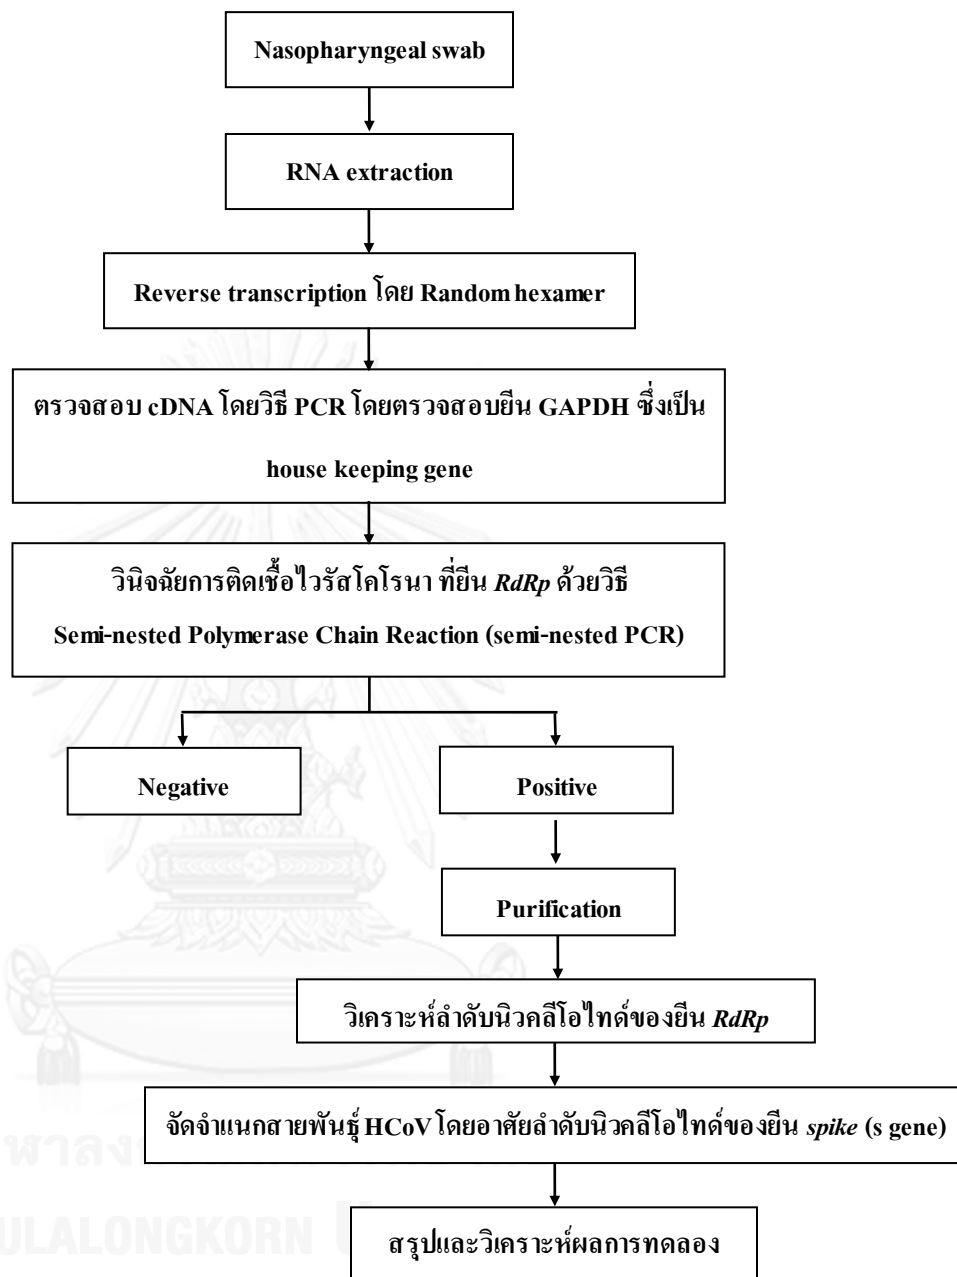 Nasopharyngeal swab
RNA extraction
Reverse transcription โดย Random hexamer
ตรวจสอบ cDNA โดยวิธี PCR โดยตรวจสอบยีน GAPDH ซึ่งเป็น
house keeping gene
วินิจฉัยการติดเชื้อไวรัสโคโรนา ที่ยีน RdRp ด้วยวิธี
Semi-nested Polymerase Chain Reaction (semi-nested PCR)
Negative
Positive
Purification
วิเคราะห์ลำดับนิวคลีโอไทด์ของยีน RdRp
จัดจำแนกสายพันธุ์ HCoV โดยอาศัยลำดับนิวคลีโอไทด์ของยีน spike (s gene)
สรุปและวิเคราะห์ผลการทดลอง
ULALONGKORN U